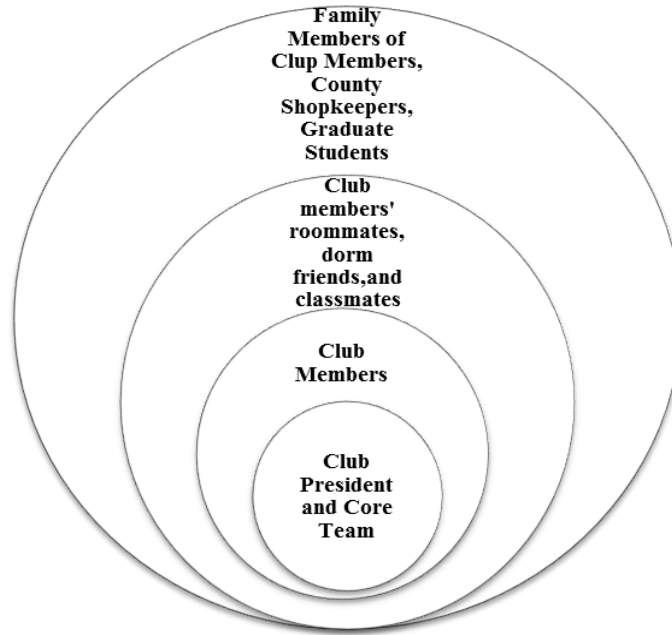 Family
Members of
Clup Members,
County
Shopkeepers,
Graduate
Students
Club
members'
roommates,
dorm
friends,and
classmates
Club
Members
Club
President
and Core
Team